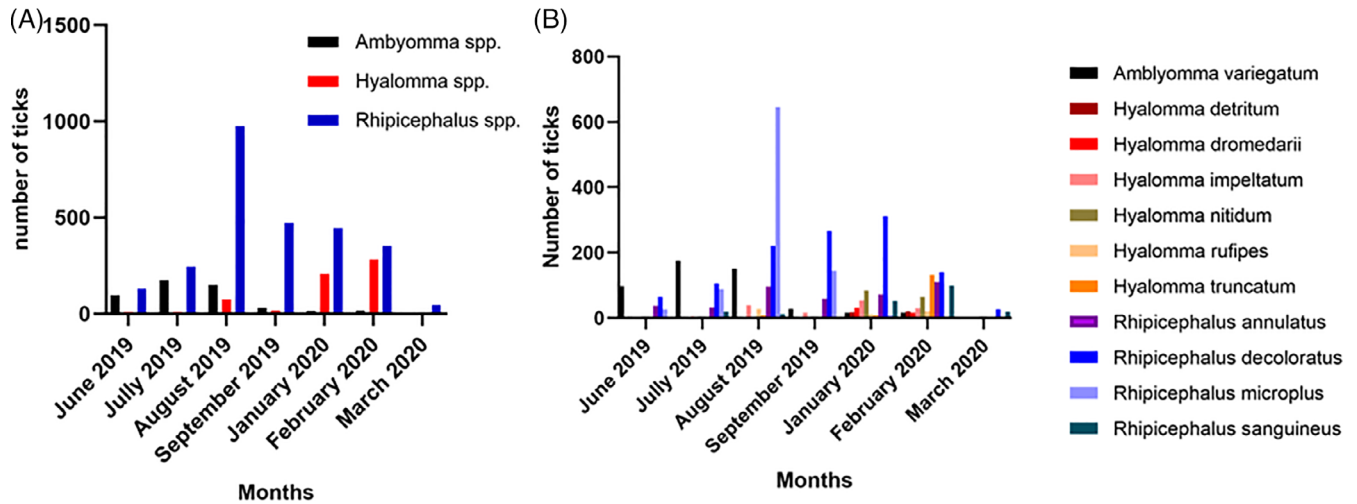 (A)
1500
1000
500
0
number of ticks
Ambyomma spp.
Hyalomma spp.
Rhipicephalus spp.
June 2019
Jully 2019
August 2019
September 2019
January 2020
February 2020
March 2020
Months
(B)
800
600
400
200
0
Number of ticks
June 2019
Jully 2019
August 2019
September 2019
January 2020
February 2020
March 2020
Months
Amblyomma variegatum
Hyalomma detritum
Hyalomma dromedarii
Hyalomma impeltatum
Hyalomma nitidum
Hyalomma rufipes
Hyalomma truncatum
Rhipicephalus annulatus
Rhipicephalus decoloratus
Rhipicephalus microplus
Rhipicephalus sanguineus